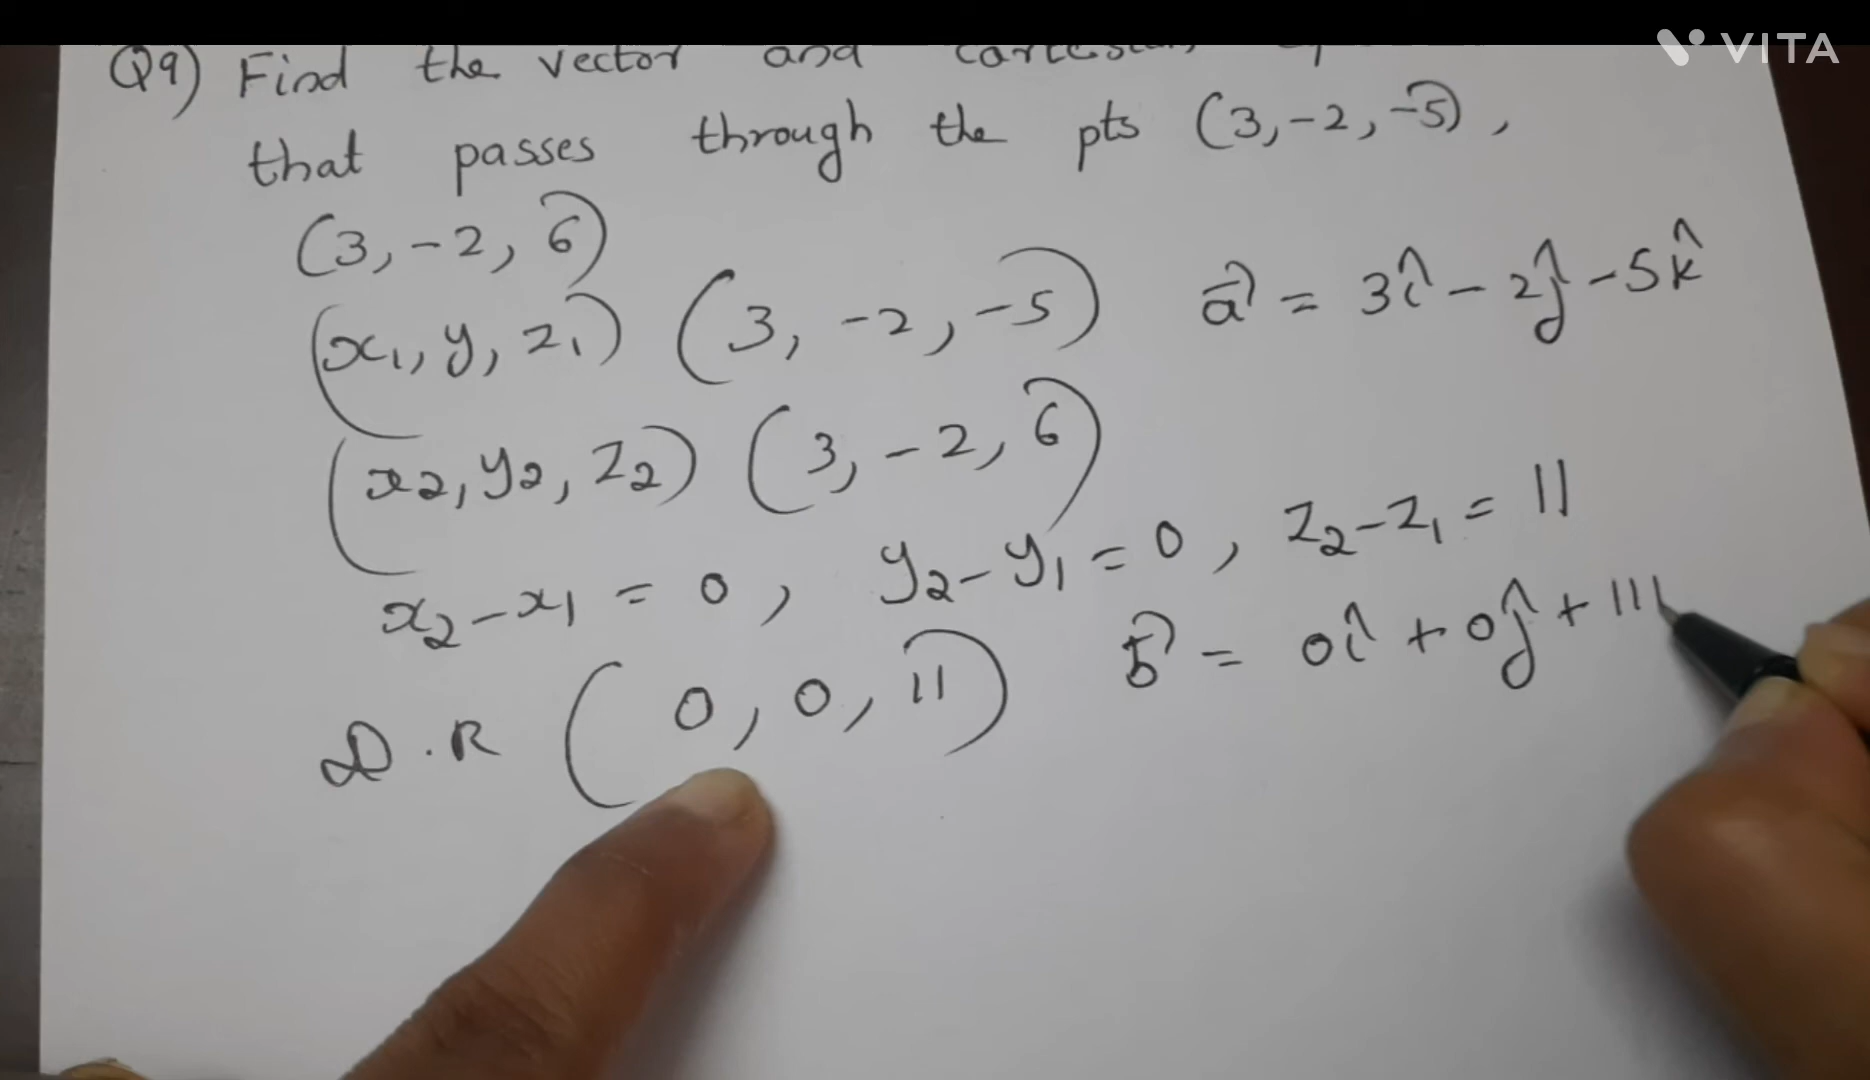 VITA
Q9) Find the vector and cartesian
that passes through the pts (3,-2,-5),
(3,-2,6)
(x1, y, z1) (3, -2, -5) a⃗ = 3î - 2ĵ - 5k̂
(x2, y2, z2) (3, -2, 6)
x2 - x1 = 0, y2 - y1 = 0, z2 - z1 = 11
D.R (0, 0, 11) b⃗ = 0î + 0ĵ + 11